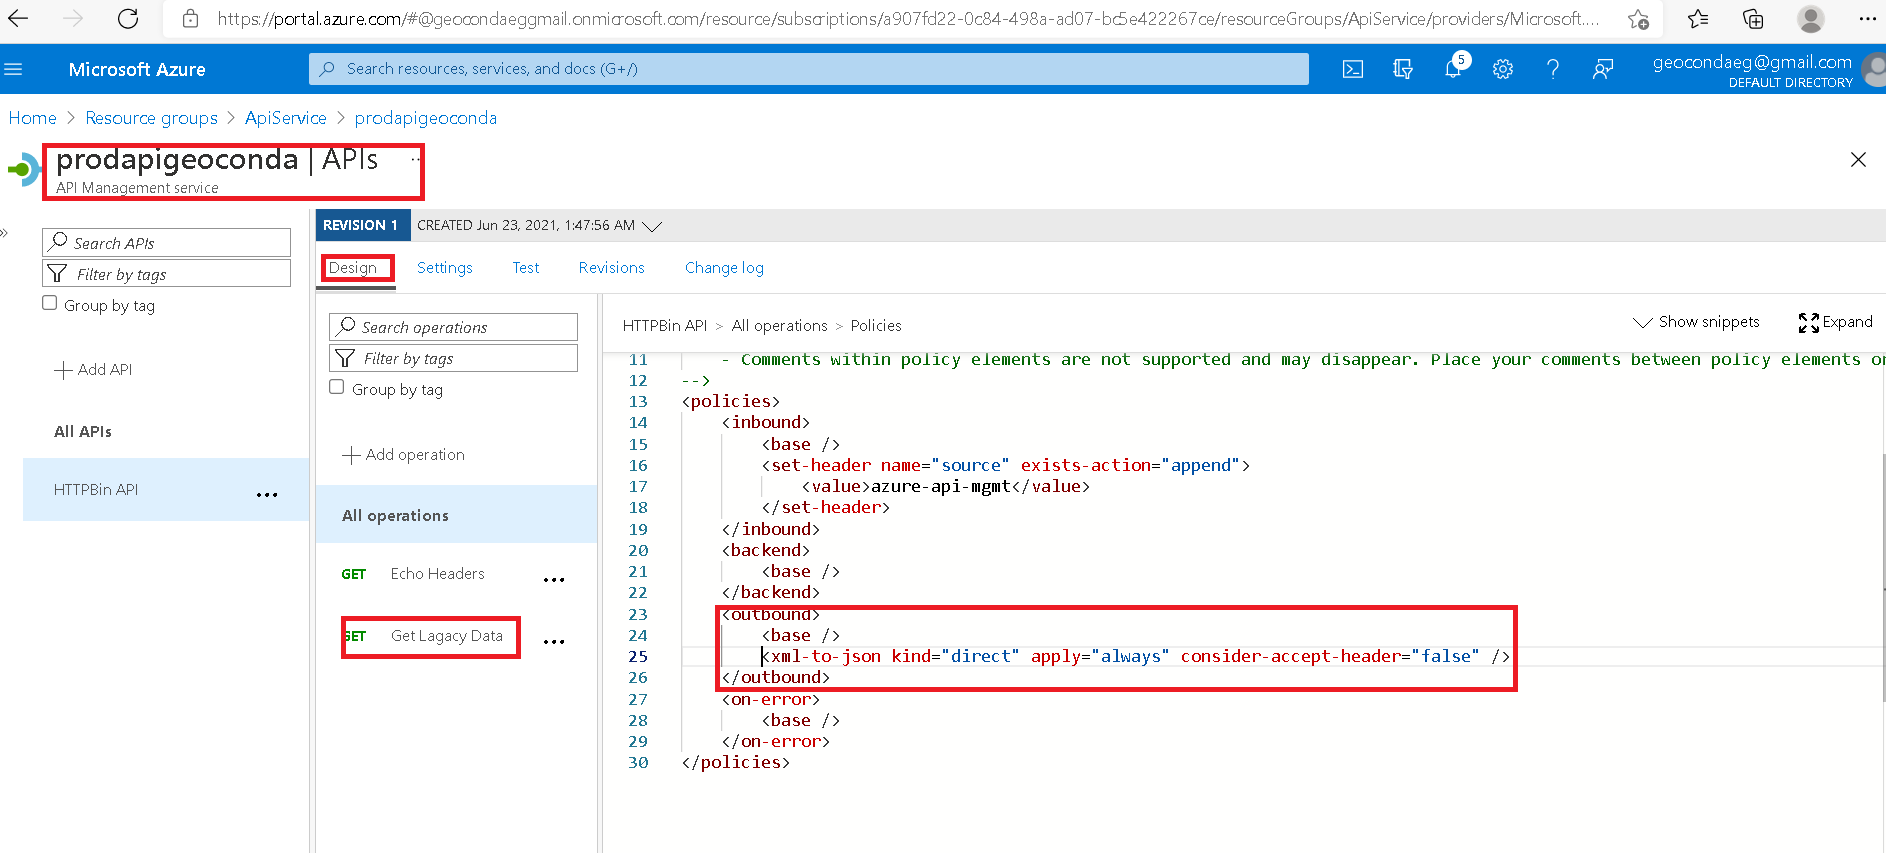 https://portal.azure.com/#@geocondaeggmail.onmicrosoft.com/resource/subscriptions/a907fd22-0c84-498a-ad07-bc5e422267ce/resourceGroups/ApiService/providers/Microsoft....
Microsoft Azure
Search resources, services, and docs (G+/)
5
geocondaeg@gmail.com
DEFAULT DIRECTORY
Home > Resource groups > ApiService > prodapigeoconda
prodapigeoconda | APIs ...
API Management service
»
Search APIs
Filter by tags
Group by tag
+ Add API
All APIs
HTTPBin API ...
REVISION 1 CREATED Jun 23, 2021, 1:47:56 AM
Design Settings Test Revisions Change log
Search operations
Filter by tags
Group by tag
+ Add operation
All operations
GET Echo Headers ...
GET Get Lagacy Data ...
HTTPBin API > All operations > Policies
Show snippets Expand
11 - Comments within policy elements are not supported and may disappear. Place your comments between policy elements or
12 -->
13 <policies>
14 <inbound>
15 <base />
16 <set-header name="source" exists-action="append">
17 <value>azure-api-mgmt</value>
18 </set-header>
19 </inbound>
20 <backend>
21 <base />
22 </backend>
23 <outbound>
24 <base />
25 <xml-to-json kind="direct" apply="always" consider-accept-header="false" />
26 </outbound>
27 <on-error>
28 <base />
29 </on-error>
30 </policies>